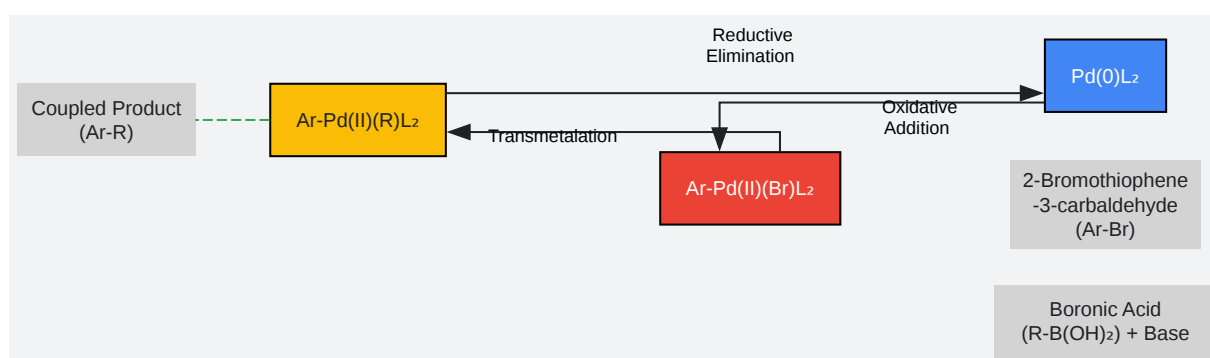 Reductive
Elimination
Pd(0)L₂
Coupled Product
(Ar-R)
Ar-Pd(II)(R)L₂
Oxidative
Addition
Transmetalation
Ar-Pd(II)(Br)L₂
2-Bromothiophene
-3-carbaldehyde
(Ar-Br)
Boronic Acid
(R-B(OH)₂) + Base